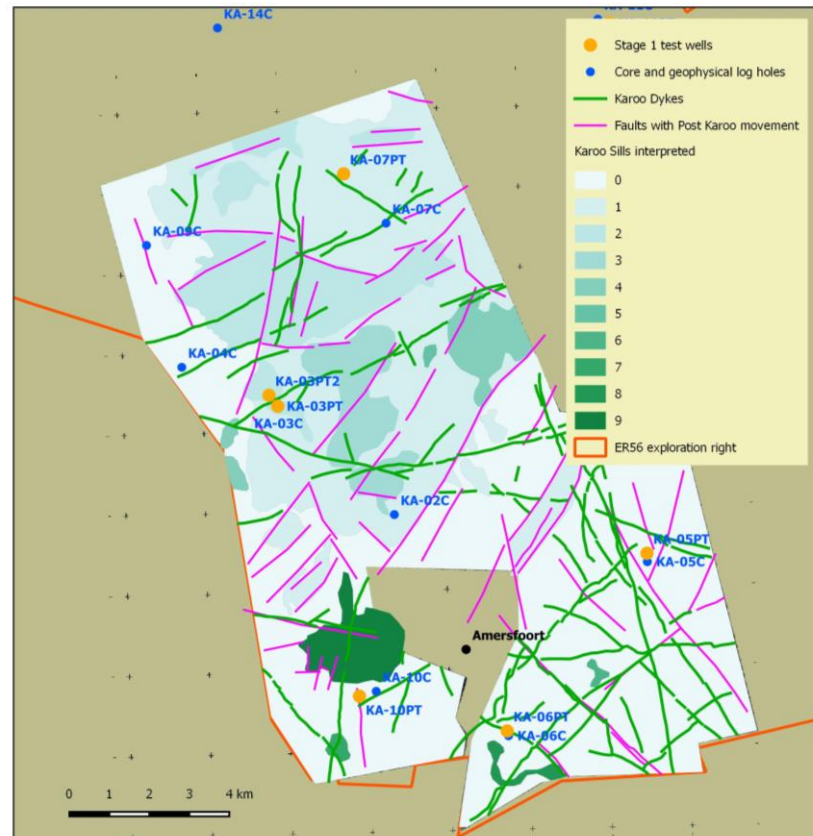 KA-14C
Stage 1 test wells
Core and geophysical log holes
Karoo Dykes
Faults with Post Karoo movement
Karoo Sills interpreted
0
1
2
3
4
5
6
7
8
9
ER56 exploration right
KA-07PT
KA-07C
KA-09C
KA-04C
KA-03PT2
KA-03PT
KA-03C
KA-02C
KA-05PT
KA-05C
Amersfoort
KA-10C
KA-10PT
KA-06PT
KA-06C
0 1 2 3 4 km